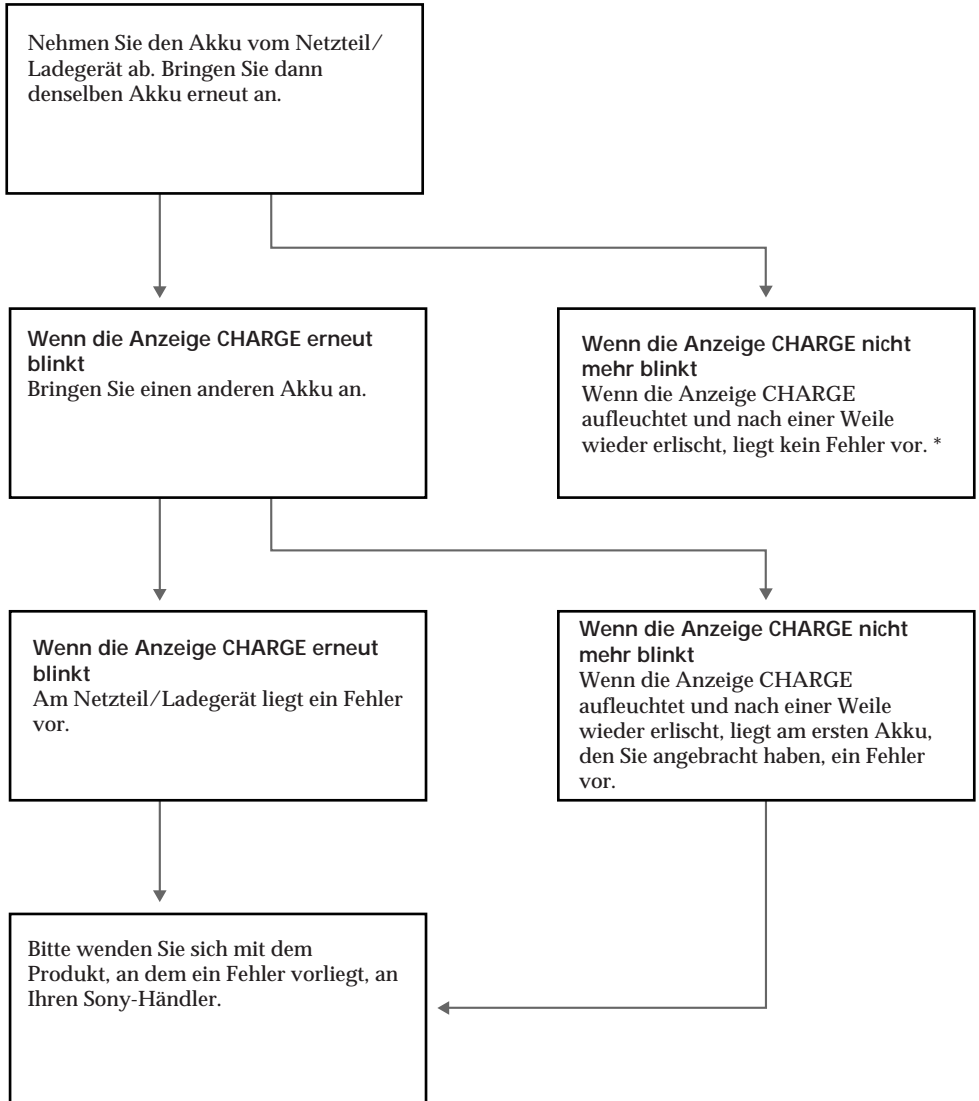 Nehmen Sie den Akku vom Netzteil/
Ladegerät ab. Bringen Sie dann
denselben Akku erneut an.
Wenn die Anzeige CHARGE erneut
blinkt
Bringen Sie einen anderen Akku an.
Wenn die Anzeige CHARGE nicht
mehr blinkt
Wenn die Anzeige CHARGE
aufleuchtet und nach einer Weile
wieder erlischt, liegt kein Fehler vor. *
Wenn die Anzeige CHARGE erneut
blinkt
Am Netzteil/Ladegerät liegt ein Fehler
vor.
Wenn die Anzeige CHARGE nicht
mehr blinkt
Wenn die Anzeige CHARGE
aufleuchtet und nach einer Weile
wieder erlischt, liegt am ersten Akku,
den Sie angebracht haben, ein Fehler
vor.
Bitte wenden Sie sich mit dem
Produkt, an dem ein Fehler vorliegt, an
Ihren Sony-Händler.